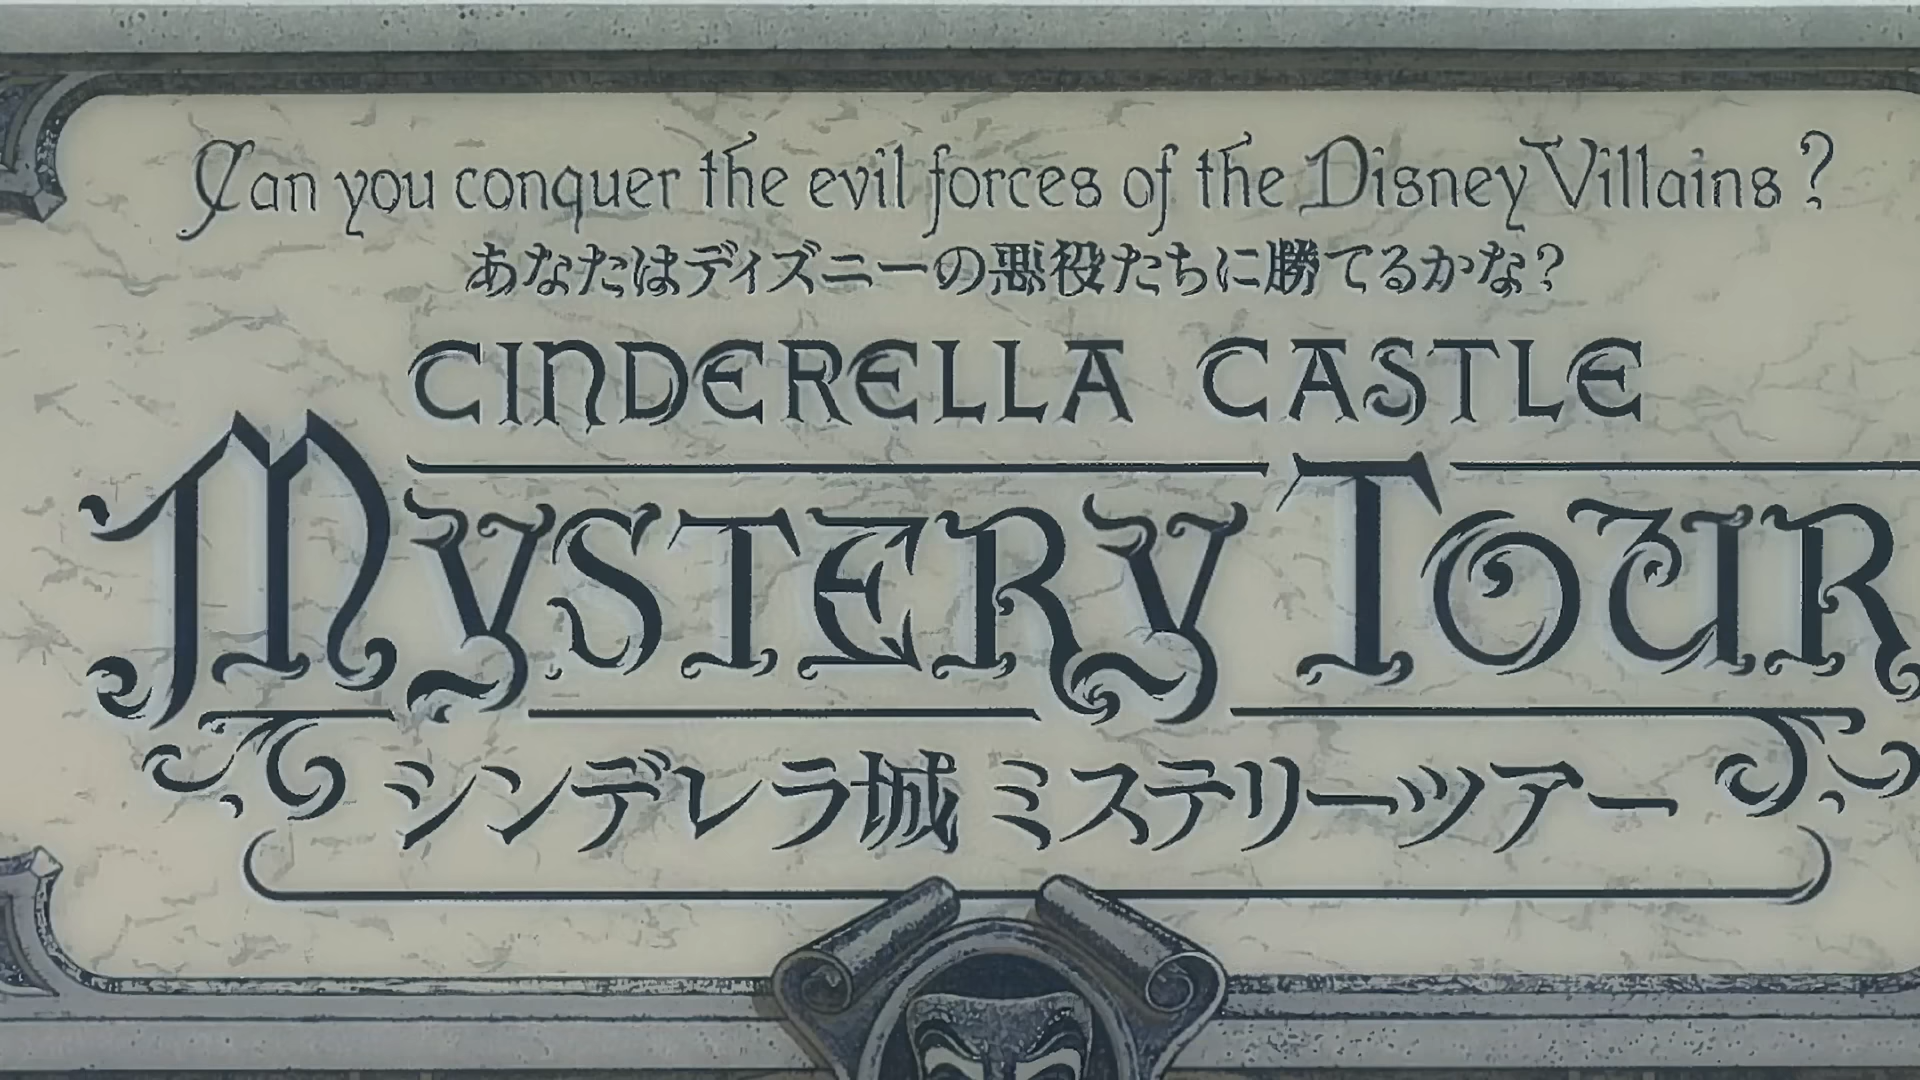 Can you conquer the evil forces of the Disney Villains?
あなたはディズニーの悪役たちに勝てるかな?
CINDERELLA CASTLE
MYSTERY TOUR
シンデレラ城 ミステリーツアー